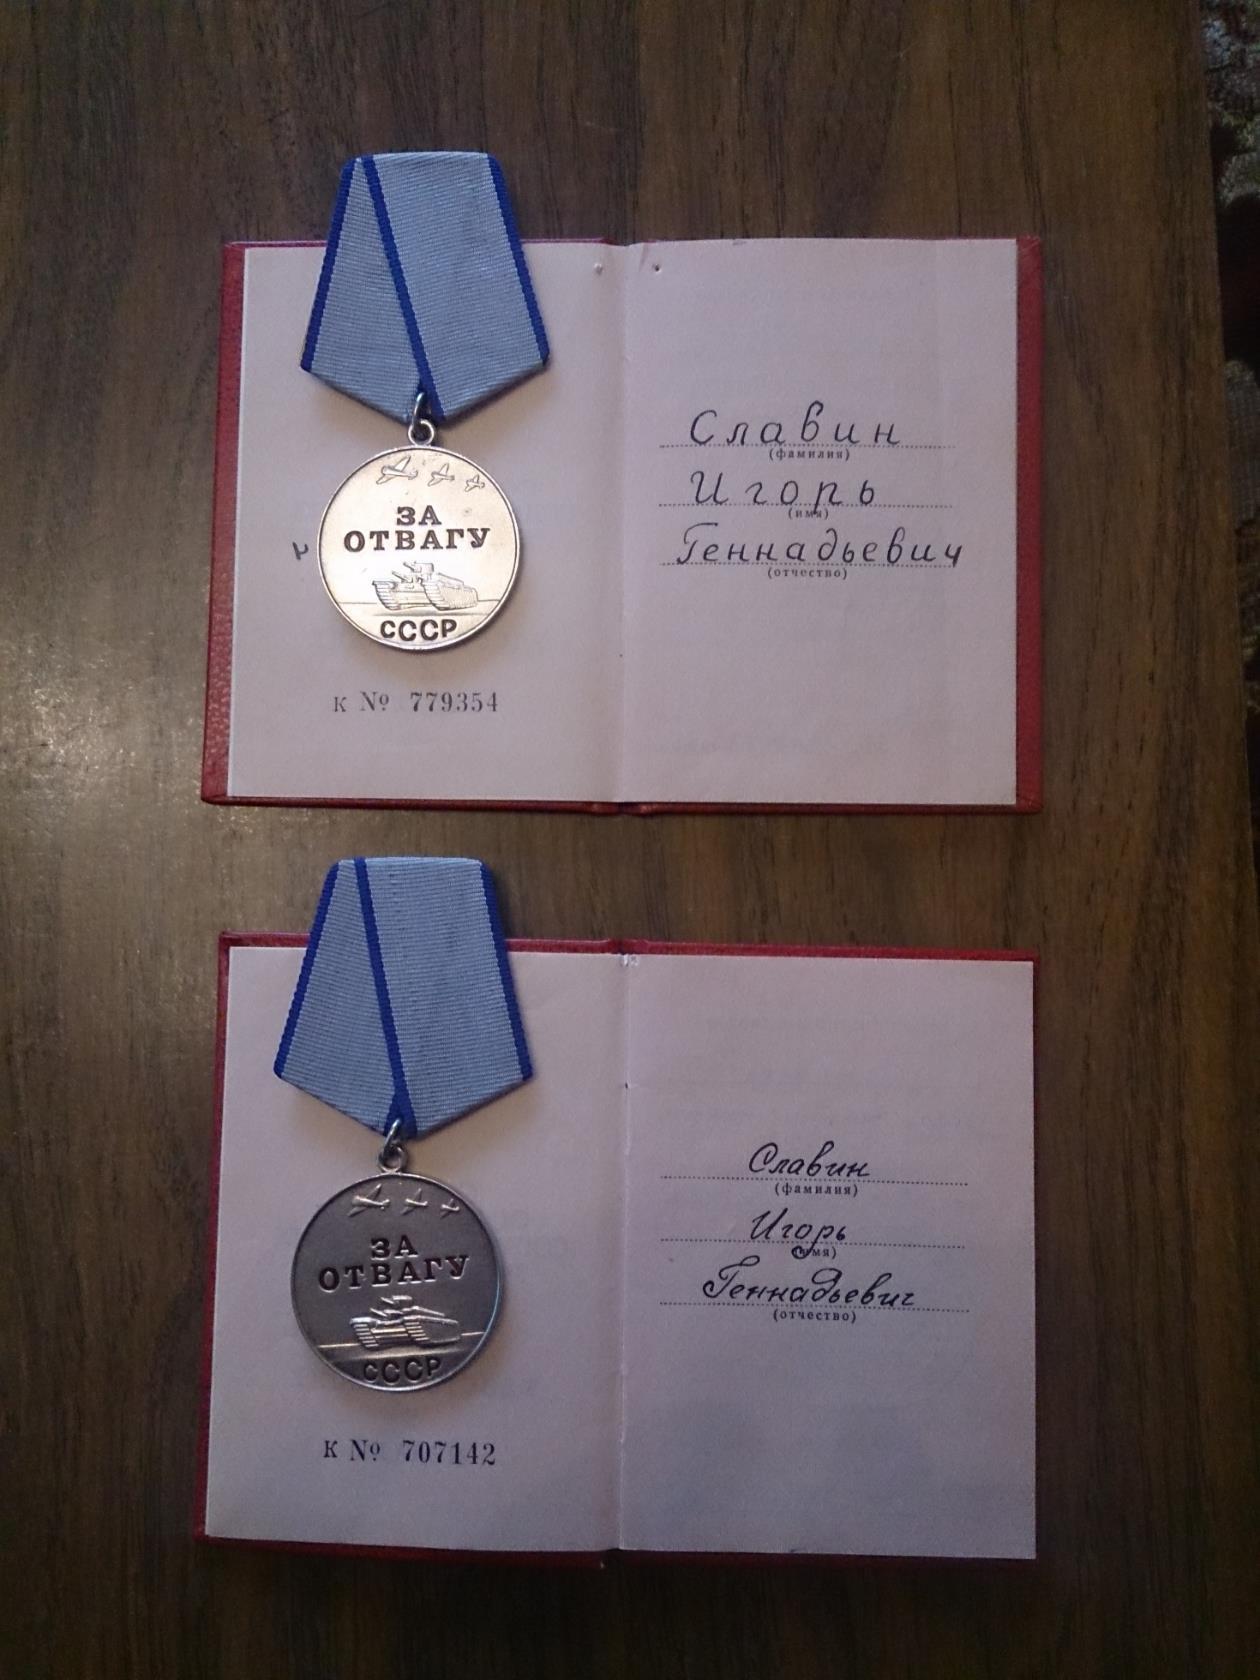 ЗА
ОТВАГУ
СССР
к № 779354
Славин
(фамилия)
Игорь
(имя)
Геннадьевич
(отчество)
ЗА
ОТВАГУ
СССР
к № 707142
Славин
(фамилия)
Игорь
(имя)
Геннадьевич
(отчество)